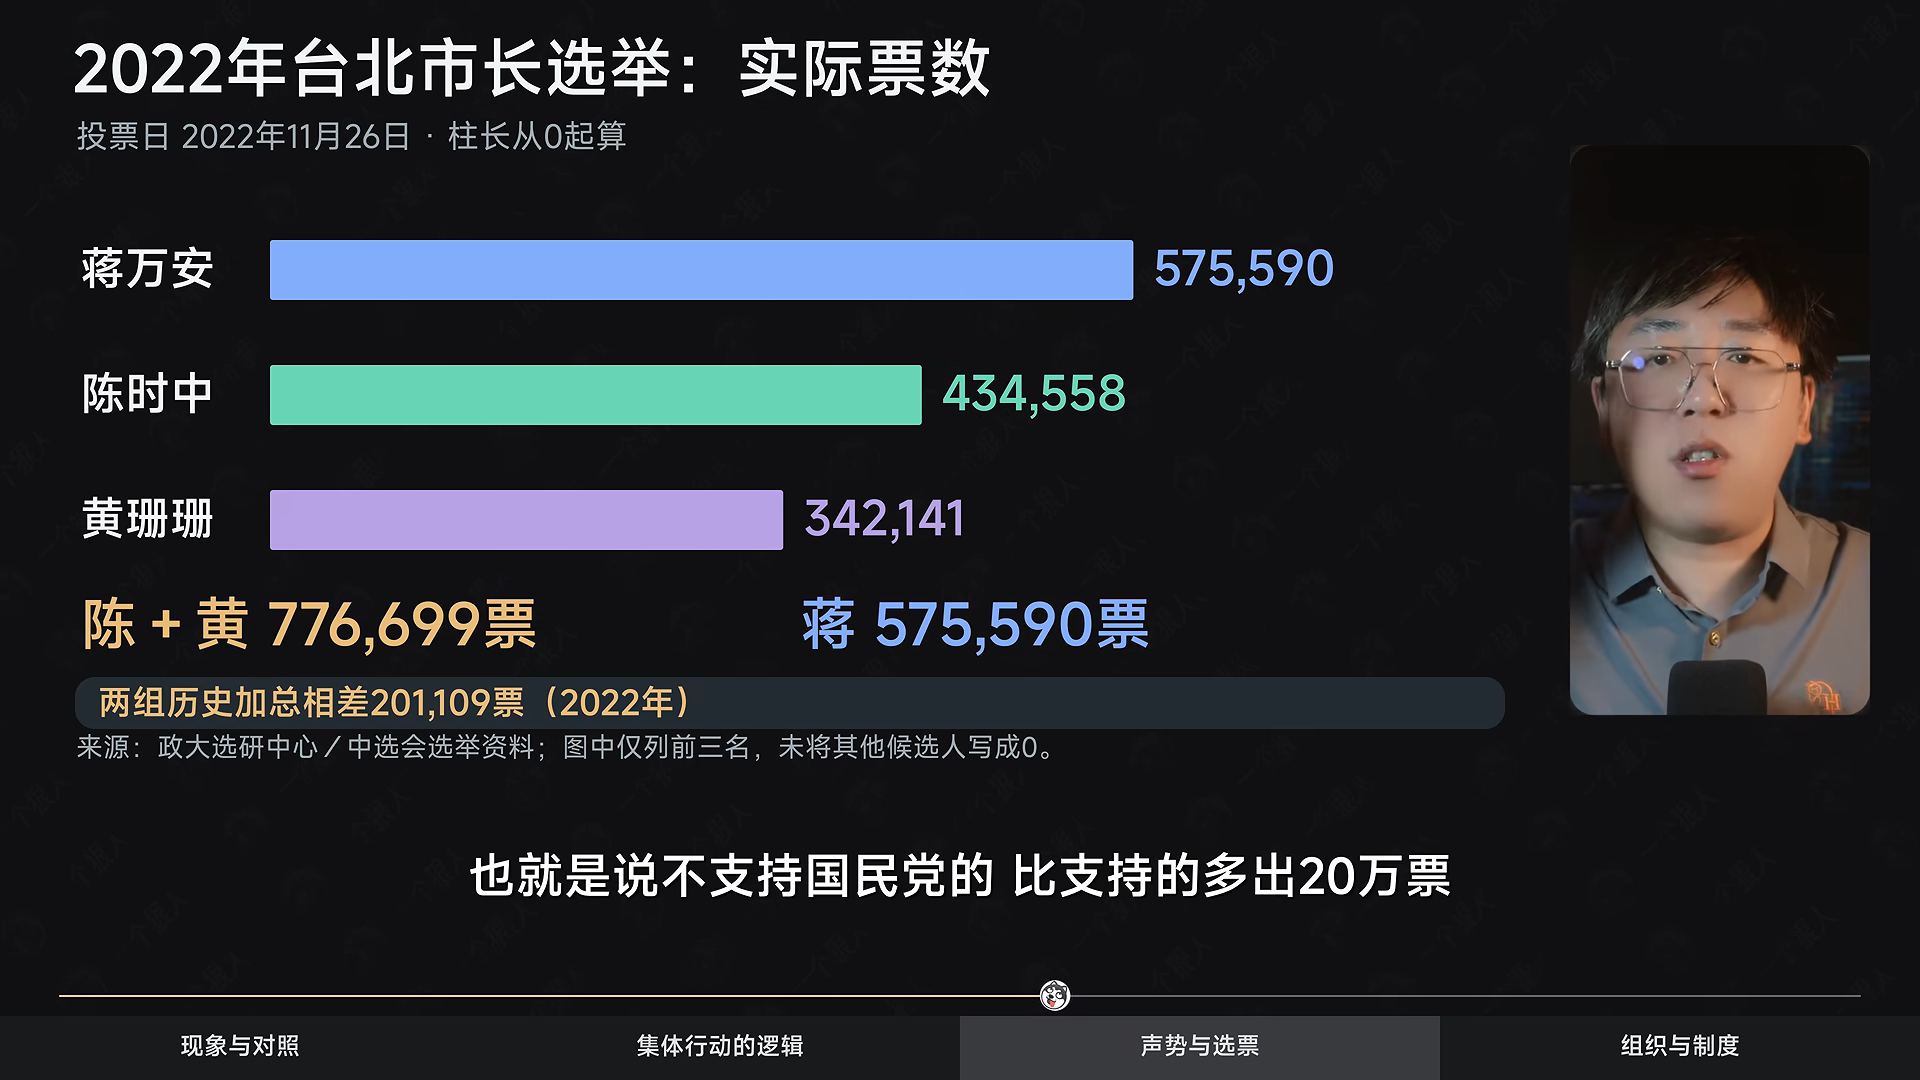 2022年台北市长选举：实际票数
投票日 2022年11月26日 · 柱长从0起算
蒋万安 575,590
陈时中 434,558
黄珊珊 342,141
陈 + 黄 776,699票 蒋 575,590票
两组历史加总相差201,109票（2022年）
来源：政大选研中心／中选会选举资料；图中仅列前三名，未将其他候选人写成0。
也就是说不支持国民党的 比支持的多出20万票
现象与对照 集体行动的逻辑 声势与选票 组织与制度